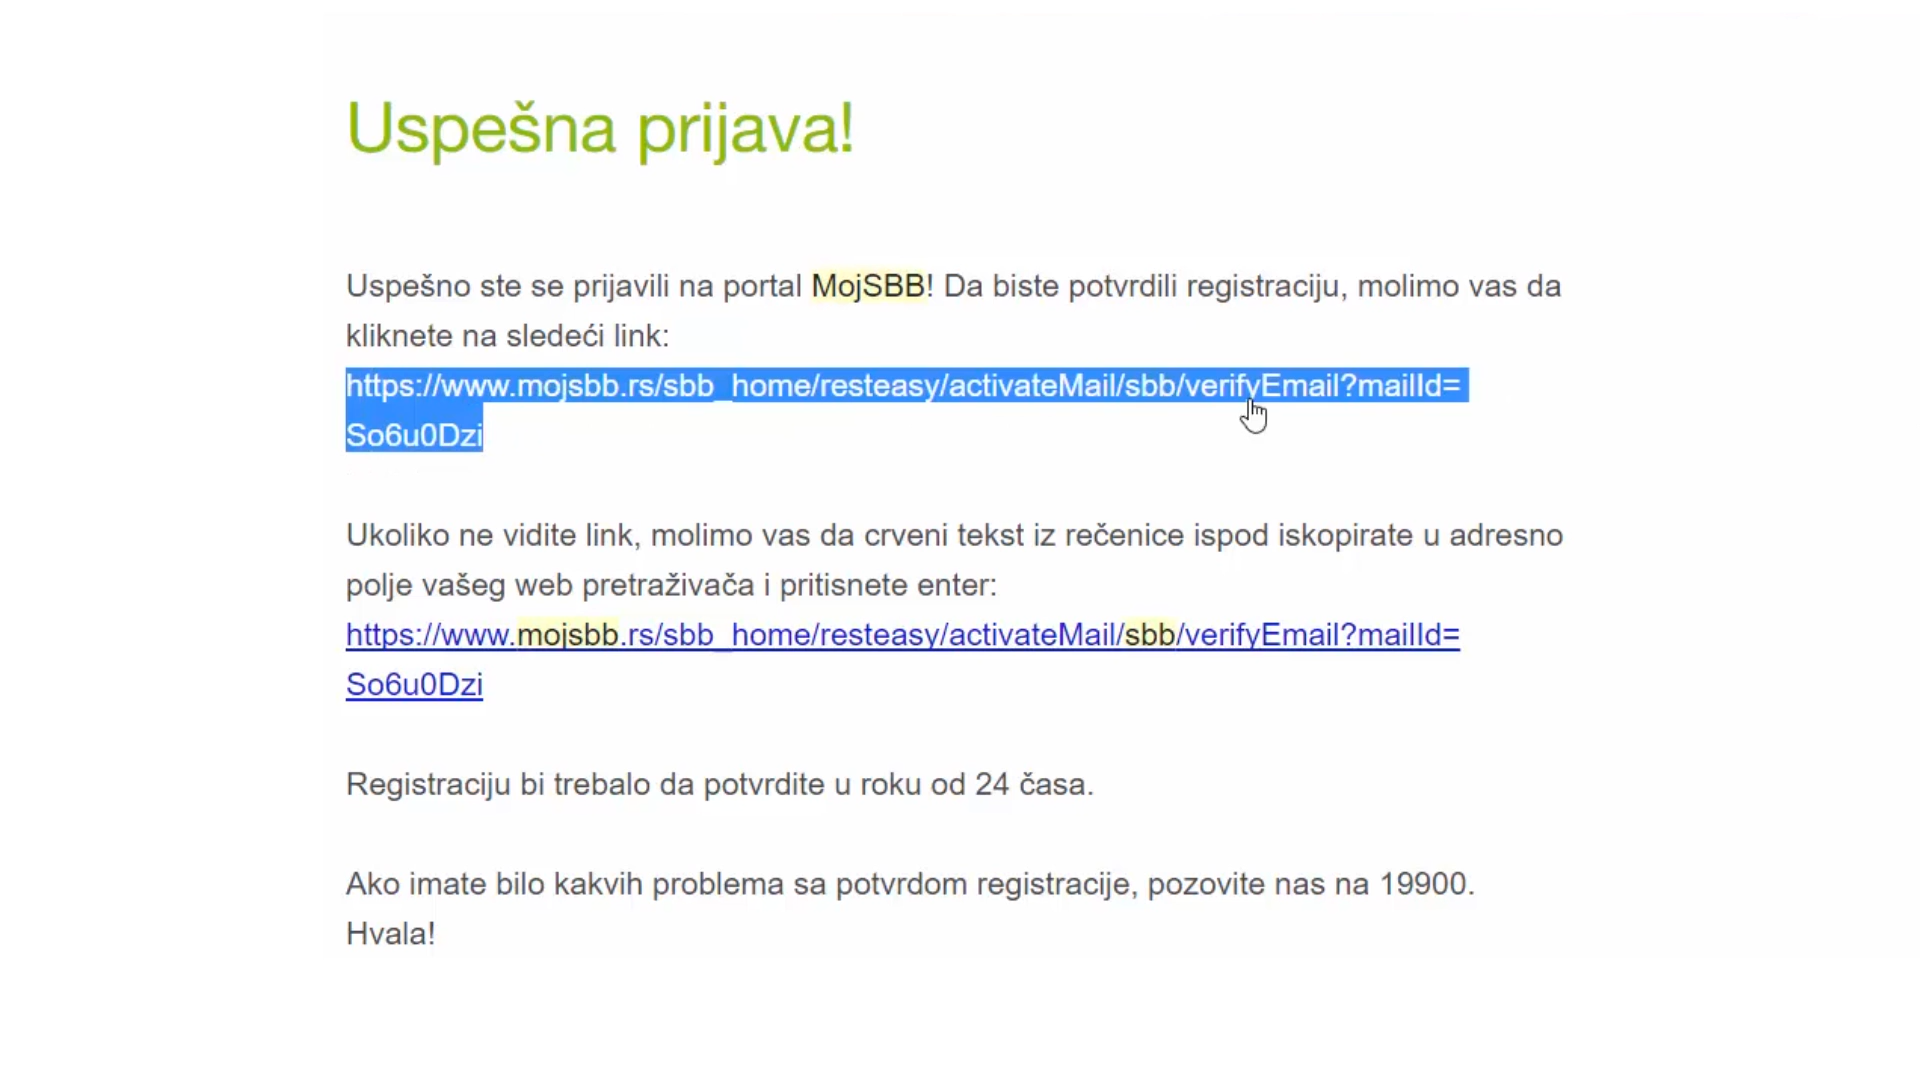 Uspešna prijava!
Uspešno ste se prijavili na portal MojSBB! Da biste potvrdili registraciju, molimo vas da
kliknete na sledeći link:
https://www.mojsbb.rs/sbb_home/resteasy/activateMail/sbb/verifyEmail?mailId=
So6u0Dzi
Ukoliko ne vidite link, molimo vas da crveni tekst iz rečenice ispod iskopirate u adresno
polje vašeg web pretraživača i pritisnete enter:
https://www.mojsbb.rs/sbb_home/resteasy/activateMail/sbb/verifyEmail?mailId=
So6u0Dzi
Registraciju bi trebalo da potvrdite u roku od 24 časa.
Ako imate bilo kakvih problema sa potvrdom registracije, pozovite nas na 19900.
Hvala!